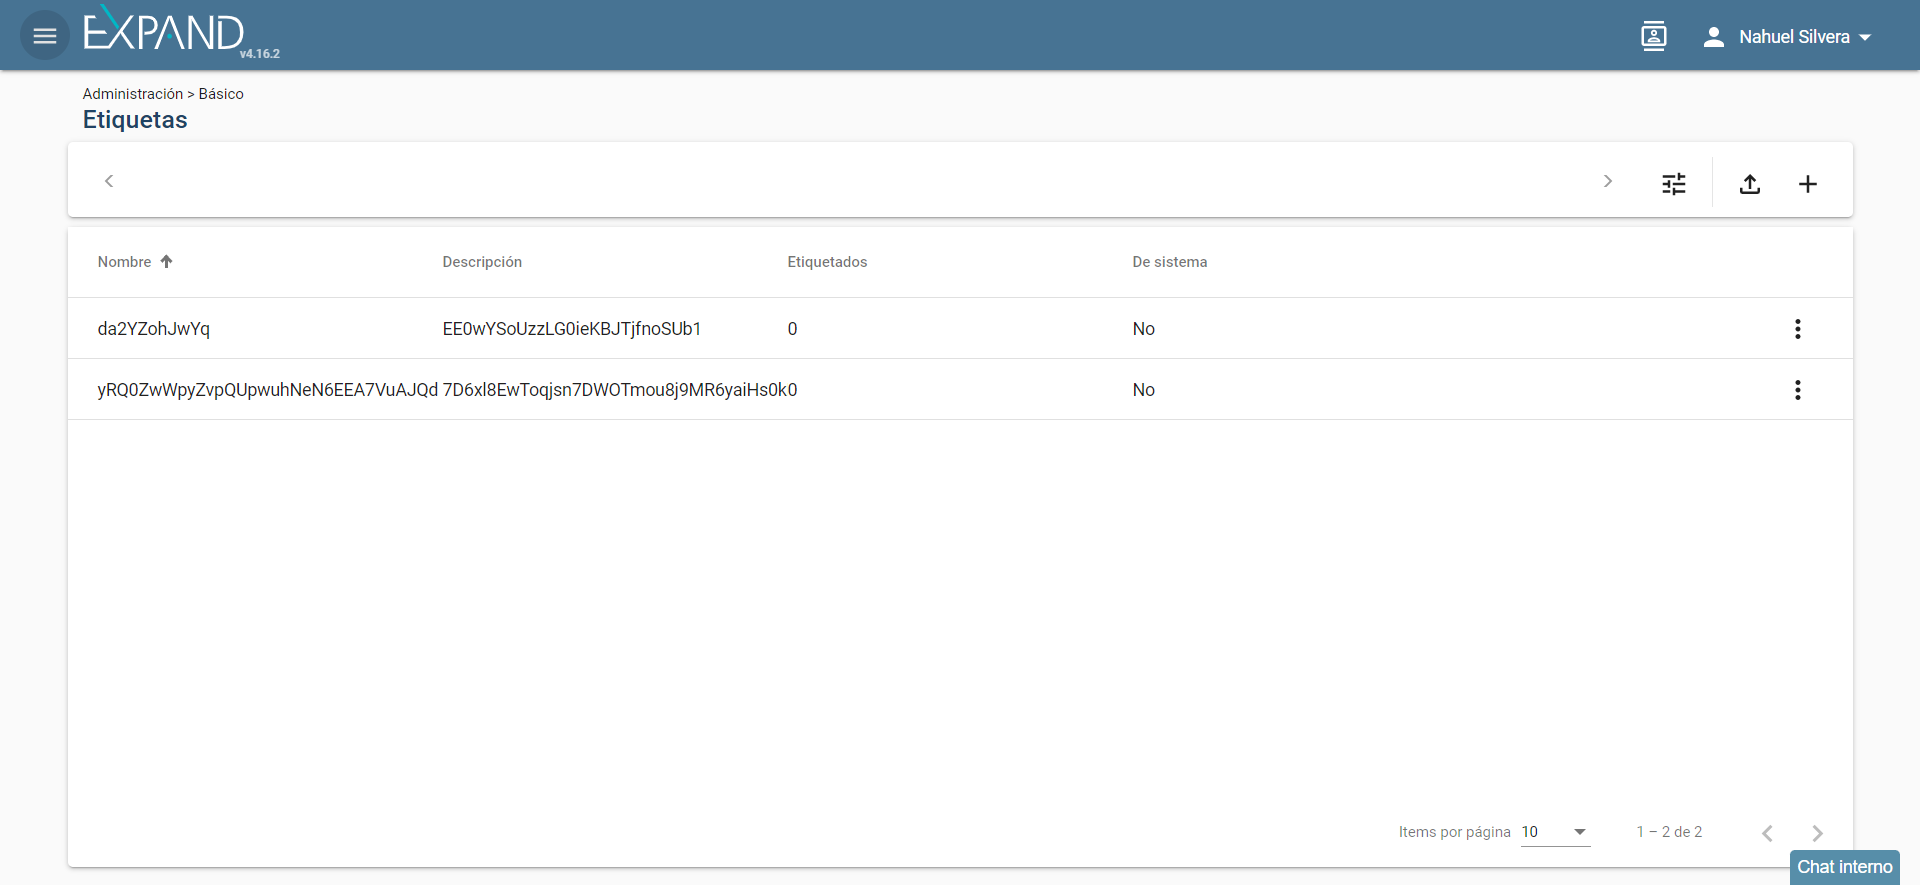 EXPAND
v4.16.2
Nahuel Silvera
Administración > Básico
Etiquetas
Nombre Descripción Etiquetados De sistema
da2YZohJwYq EE0wYSoUzzLG0ieKBJTjfnoSUb1 0 No
yRQ0ZwWpyZvpQUpwuhNeN6EEA7VuAJQd 7D6xl8EwToqjsn7DWOTmou8j9MR6yaiHs0k0 No
Items por página 10 1 – 2 de 2
Chat interno